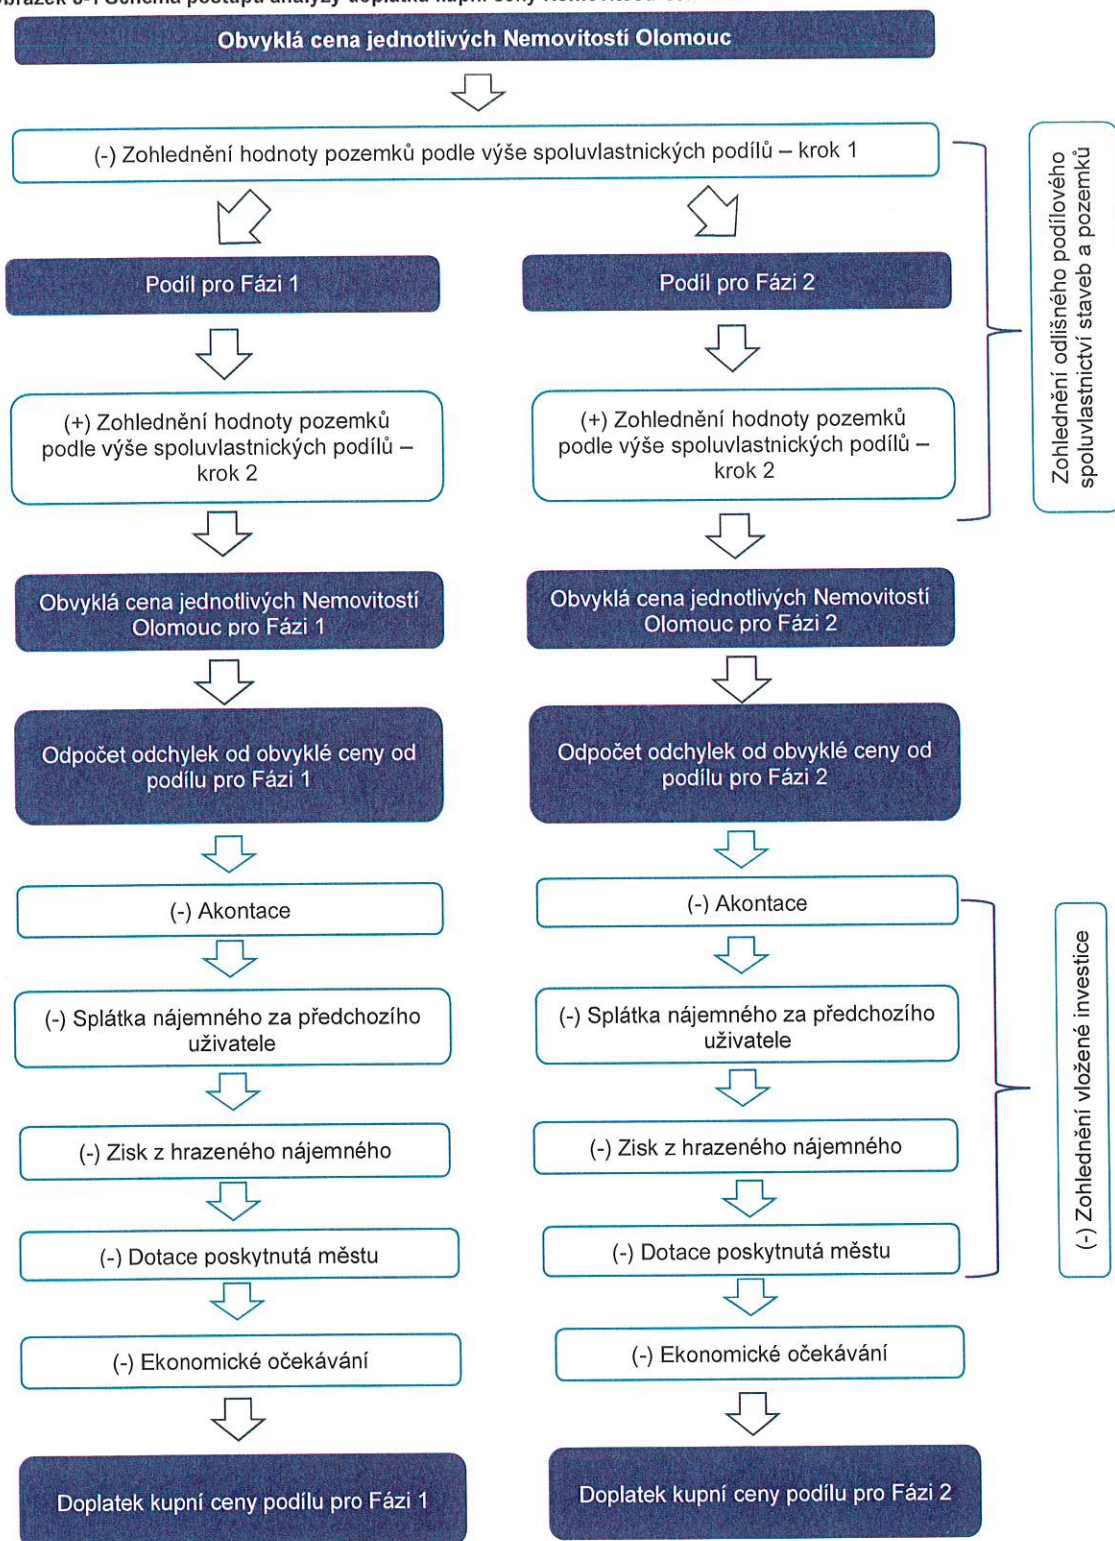 Schéma postupu analýzy doplatku kupní ceny
Obvyklá cena jednotlivých Nemovitostí Olomouc
(-) Zohlednění hodnoty pozemků podle výše spoluvlastnických podílů – krok 1
Podíl pro Fázi 1
(+) Zohlednění hodnoty pozemků
podle výše spoluvlastnických podílů –
krok 2
Obvyklá cena jednotlivých Nemovitostí
Olomouc pro Fázi 1
Odpočet odchylek od obvyklé ceny od
podílu pro Fázi 1
(-) Akontace
(-) Splátka nájemného za předchozího
uživatele
(-) Zisk z hrazeného nájemného
(-) Dotace poskytnutá městu
(-) Ekonomické očekávání
Doplatek kupní ceny podílu pro Fázi 1
Podíl pro Fázi 2
(+) Zohlednění hodnoty pozemků
podle výše spoluvlastnických podílů –
krok 2
Obvyklá cena jednotlivých Nemovitostí
Olomouc pro Fázi 2
Odpočet odchylek od obvyklé ceny od
podílu pro Fázi 2
(-) Akontace
(-) Splátka nájemného za předchozího
uživatele
(-) Zisk z hrazeného nájemného
(-) Dotace poskytnutá městu
(-) Ekonomické očekávání
Doplatek kupní ceny podílu pro Fázi 2
Zohlednění odlišného podílového
spoluvlastnictví staveb a pozemků
(-) Zohlednění vložené investice